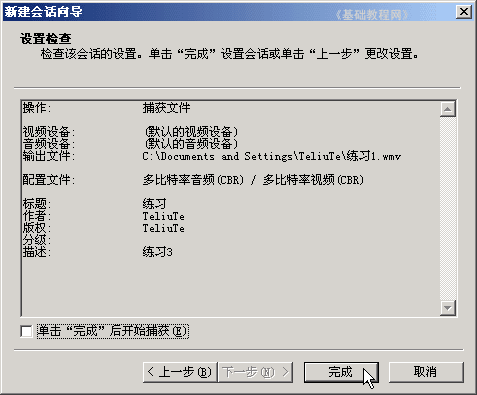 新建会话向导
《基础教程网》
设置检查
检查该会话的设置。单击“完成”设置会话或单击“上一步”更改设置。
操作: 捕获文件
视频设备: (默认的视频设备)
音频设备: (默认的音频设备)
输出文件: C:\Documents and Settings\TeliuTe\练习1.wmv
配置文件: 多比特率音频(CBR) / 多比特率视频(CBR)
标题: 练习
作者: TeliuTe
版权: TeliuTe
分级:
描述: 练习3
单击“完成”后开始捕获(E)
< 上一步(B) 下一步(N) > 完成 取消